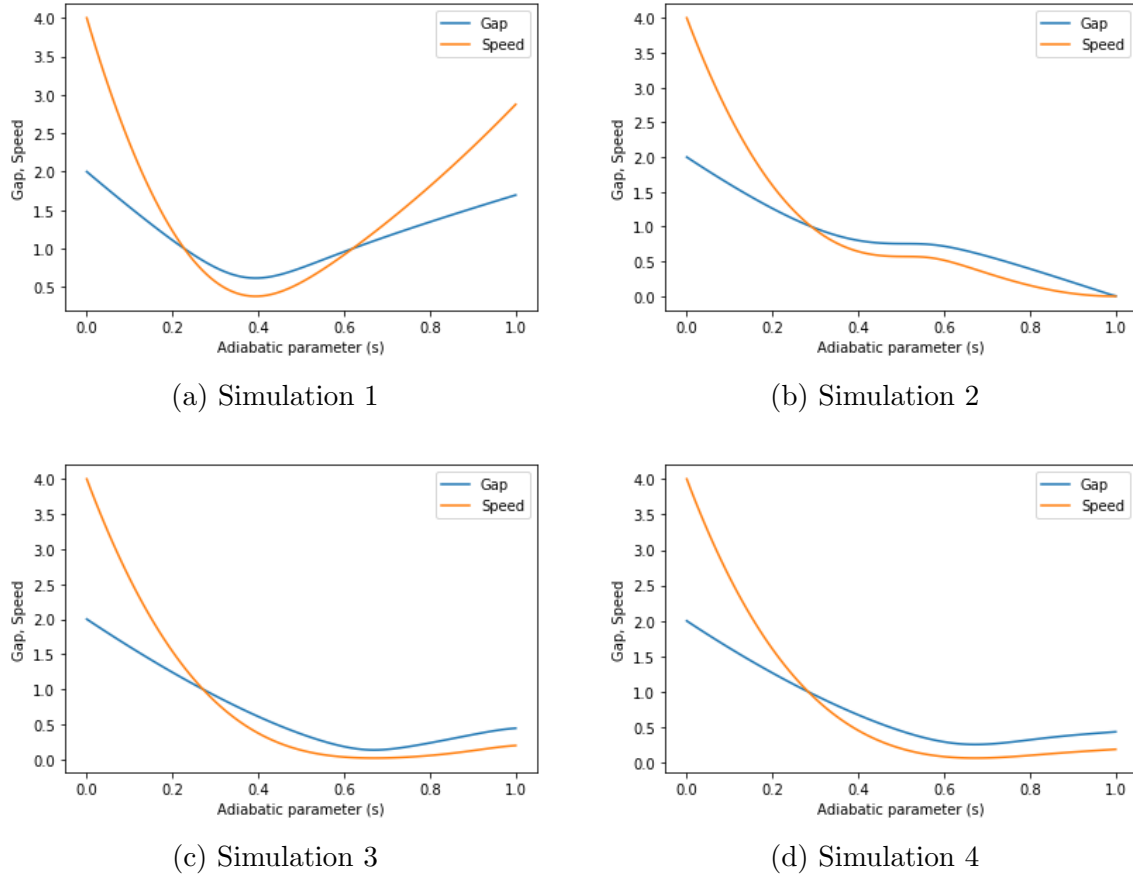 4.0
3.5
3.0
2.5
2.0
1.5
1.0
0.5
Gap, Speed
0.0 0.2 0.4 0.6 0.8 1.0
Adiabatic parameter (s)
Gap
Speed
(a) Simulation 1
4.0
3.5
3.0
2.5
2.0
1.5
1.0
0.5
0.0
Gap, Speed
0.0 0.2 0.4 0.6 0.8 1.0
Adiabatic parameter (s)
Gap
Speed
(b) Simulation 2
4.0
3.5
3.0
2.5
2.0
1.5
1.0
0.5
0.0
Gap, Speed
0.0 0.2 0.4 0.6 0.8 1.0
Adiabatic parameter (s)
Gap
Speed
(c) Simulation 3
4.0
3.5
3.0
2.5
2.0
1.5
1.0
0.5
0.0
Gap, Speed
0.0 0.2 0.4 0.6 0.8 1.0
Adiabatic parameter (s)
Gap
Speed
(d) Simulation 4